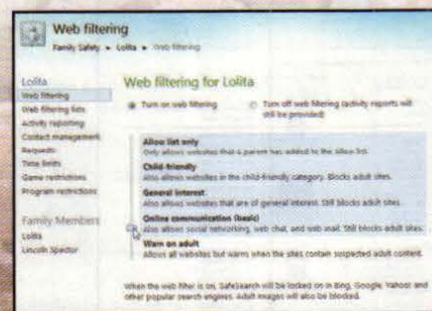 Web filtering
Family Safety ▸ Lolita ▸ Web filtering
Lolita
Web filtering
Web filtering lists
Activity reporting
Contact management
Requests
Time limits
Game restrictions
Program restrictions
Family Members
Lolita
Lincoln Spector
Web filtering for Lolita
Turn on web filtering
Turn off web filtering (activity reports will
still be provided)
Allow list only
Only allows websites that a parent has added to the Allow list.
Child-friendly
Also allows websites in the child-friendly category. Blocks adult sites.
General interest
Also allows websites that are of general interest. Still blocks adult sites.
Online communication (basic)
Also allows social networking, web chat, and web mail. Still blocks adult sites.
Warn on adult
Allows all websites but warns when the sites contain suspected adult content.
When the web filter is on, SafeSearch will be locked on in Bing, Google, Yahoo! and
other popular search engines. Adult images will also be blocked.